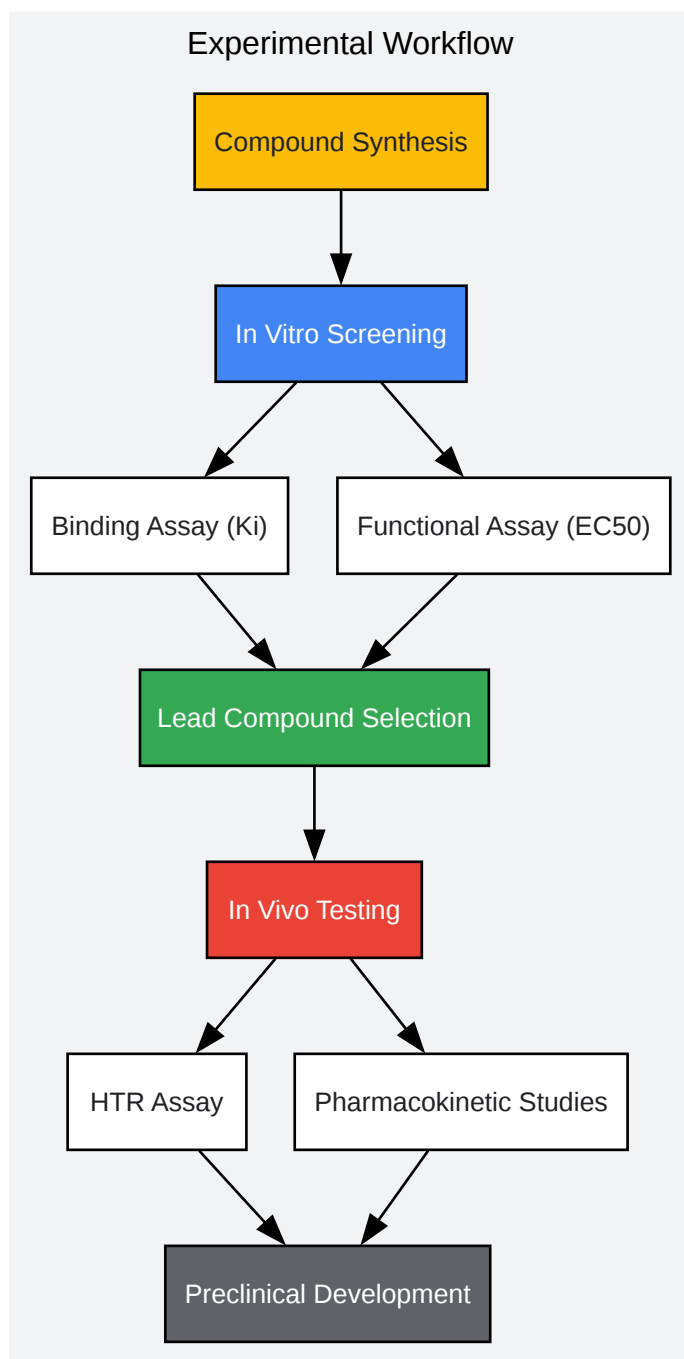 Experimental Workflow
Compound Synthesis
In Vitro Screening
Binding Assay (Ki)
Functional Assay (EC50)
Lead Compound Selection
In Vivo Testing
HTR Assay
Pharmacokinetic Studies
Preclinical Development